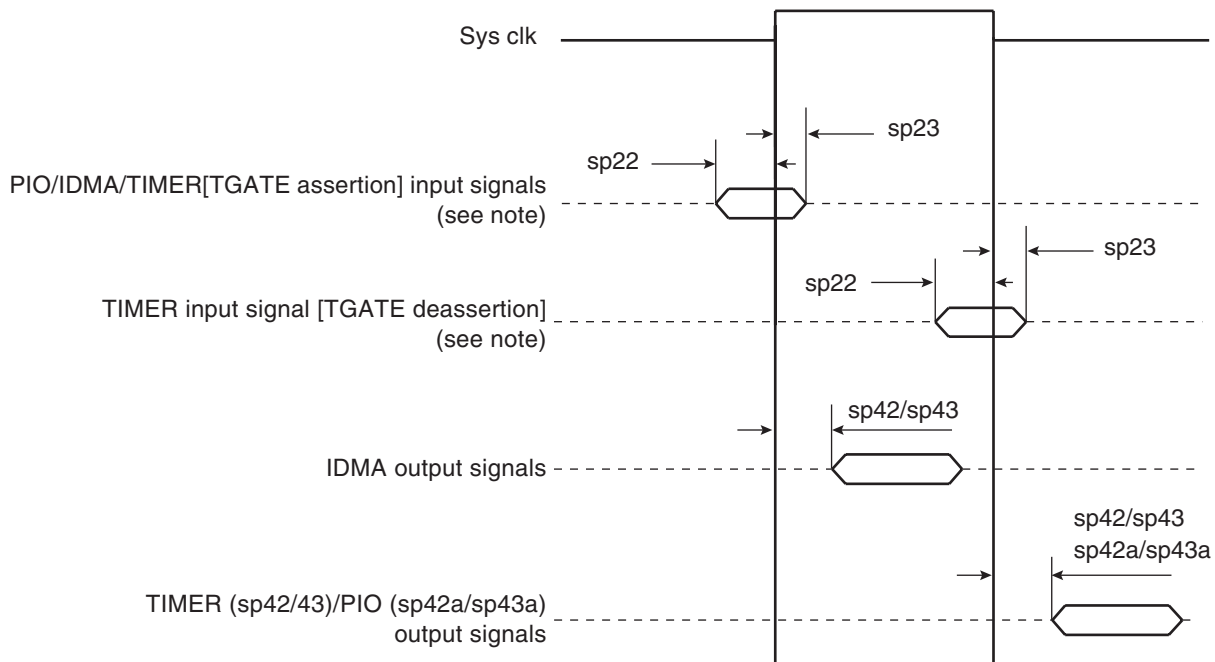 Sys clk
sp23
sp22
PIO/IDMA/TIMER[TGATE assertion] input signals
(see note)
sp23
sp22
TIMER input signal [TGATE deassertion]
(see note)
sp42/sp43
IDMA output signals
sp42/sp43
sp42a/sp43a
TIMER (sp42/43)/PIO (sp42a/sp43a)
output signals